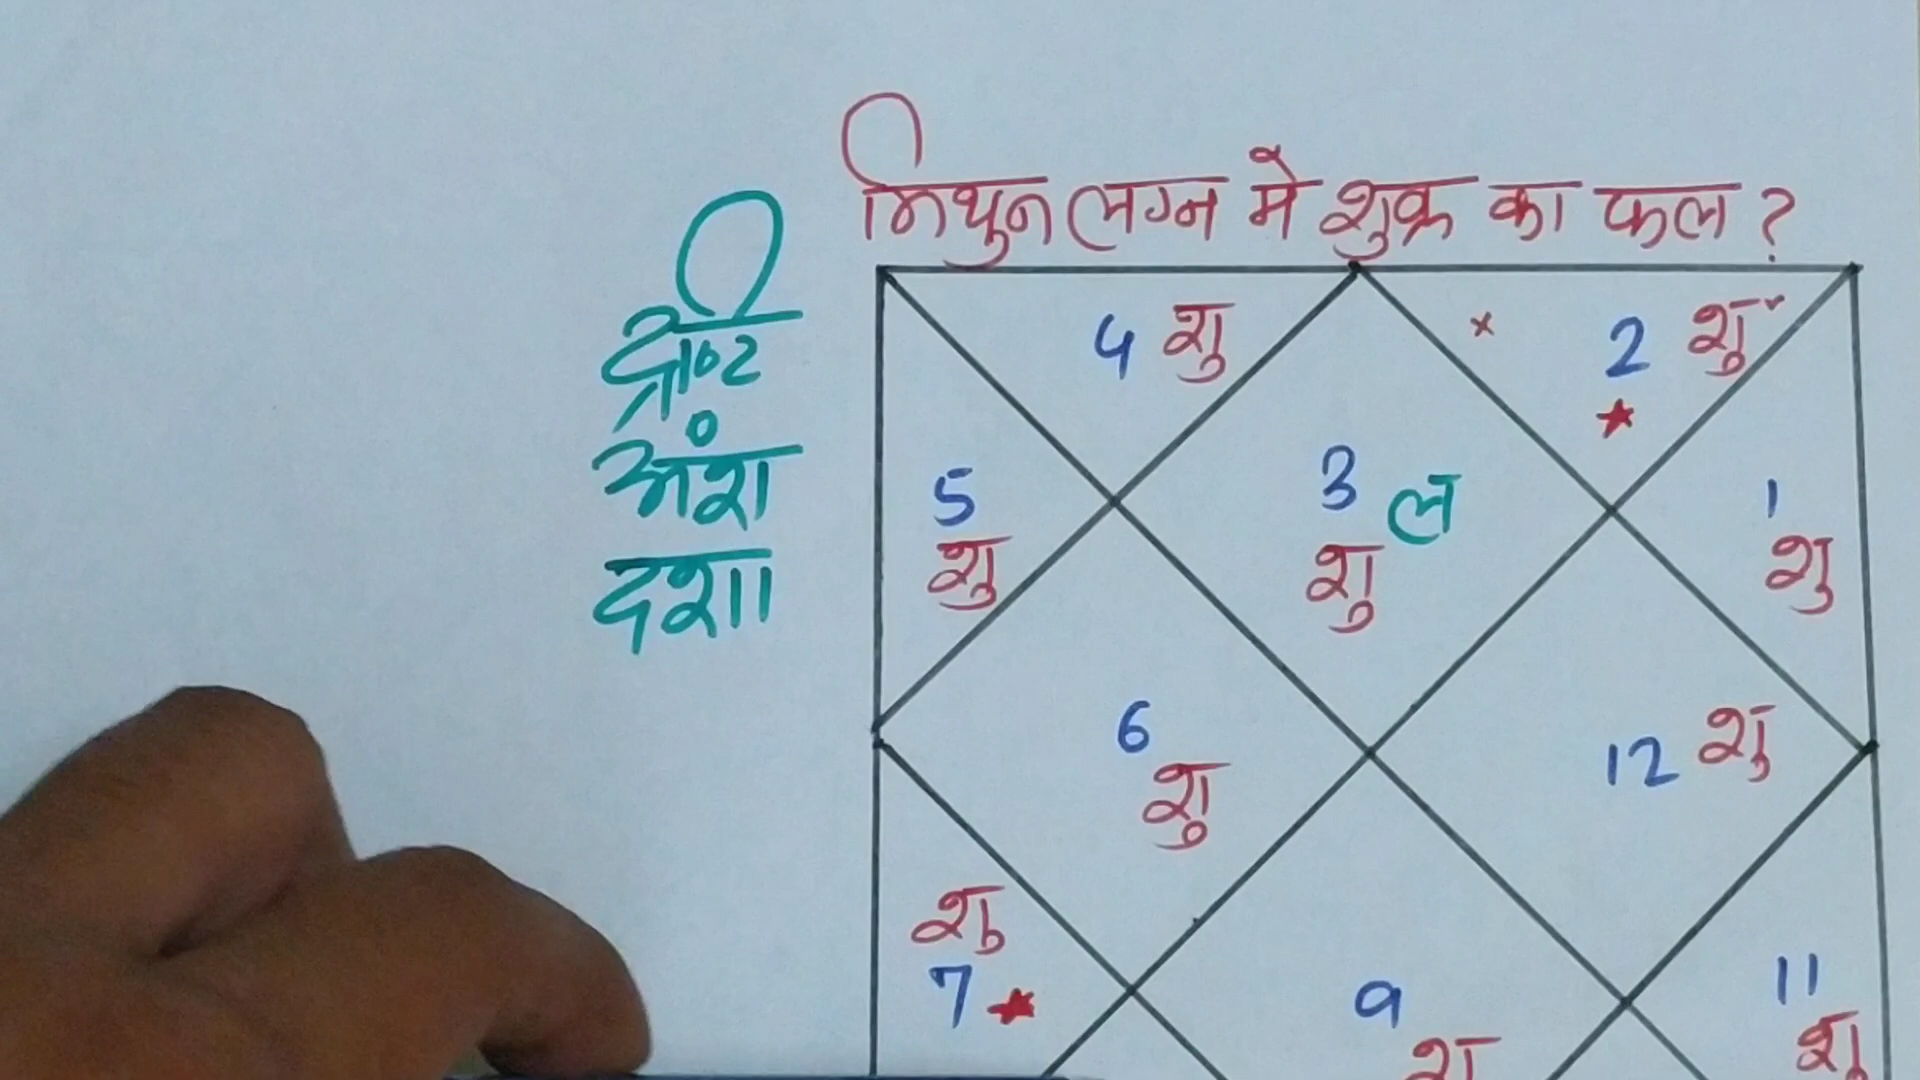 मिथुन लग्न मे शुक्र का फल ?
अंश
दशा
4 शु
2 शु
5
शु
3 ल
शु
1
शु
6
शु
12 शु
शु
7
9
शु
11
शु